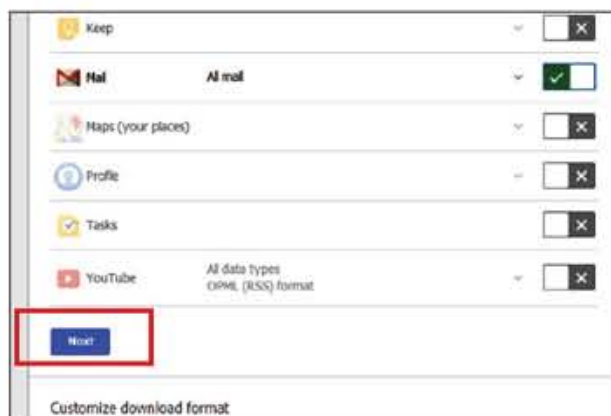 Keep
Mal All mail
Maps (your places)
Profile
Tasks
YouTube All data types
OPML (RSS) format
Next
Customize download format